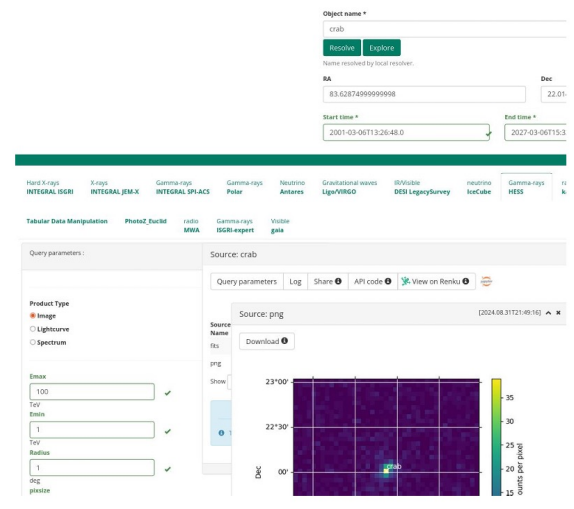 Object name *
crab
Resolve Explore
Name resolved by local resolver.
RA Dec
83.62874999999998 22.01
Start time * End time *
2001-03-06T13:26:48.0 2027-03-06T15:3
Hard X-rays X-rays Gamma-rays Gamma-rays Neutrino Gravitational waves IR/Visible neutrino Gamma-rays
INTEGRAL ISGRI INTEGRAL JEM-X INTEGRAL SPI-ACS Polar Antares Ligo/VIRGO DESI LegacySurvey IceCube HESS
radio Gamma-rays Visible
Tabular Data Manipulation PhotoZ_Euclid MWA ISGRI-expert gaia
Query parameters :
Source: crab
Query parameters Log Share API code View on Renku
Product Type
Image
Lightcurve
Spectrum
Source
Name
fits
png
Show
Source: png [2024.08.31T21:49:16]
Download
Emax
100
TeV
Emin
1
TeV
Radius
1
deg
pixsize
23°00'
22°30'
00'
Dec
crab
35
30
25
20
15
ounts per pixel